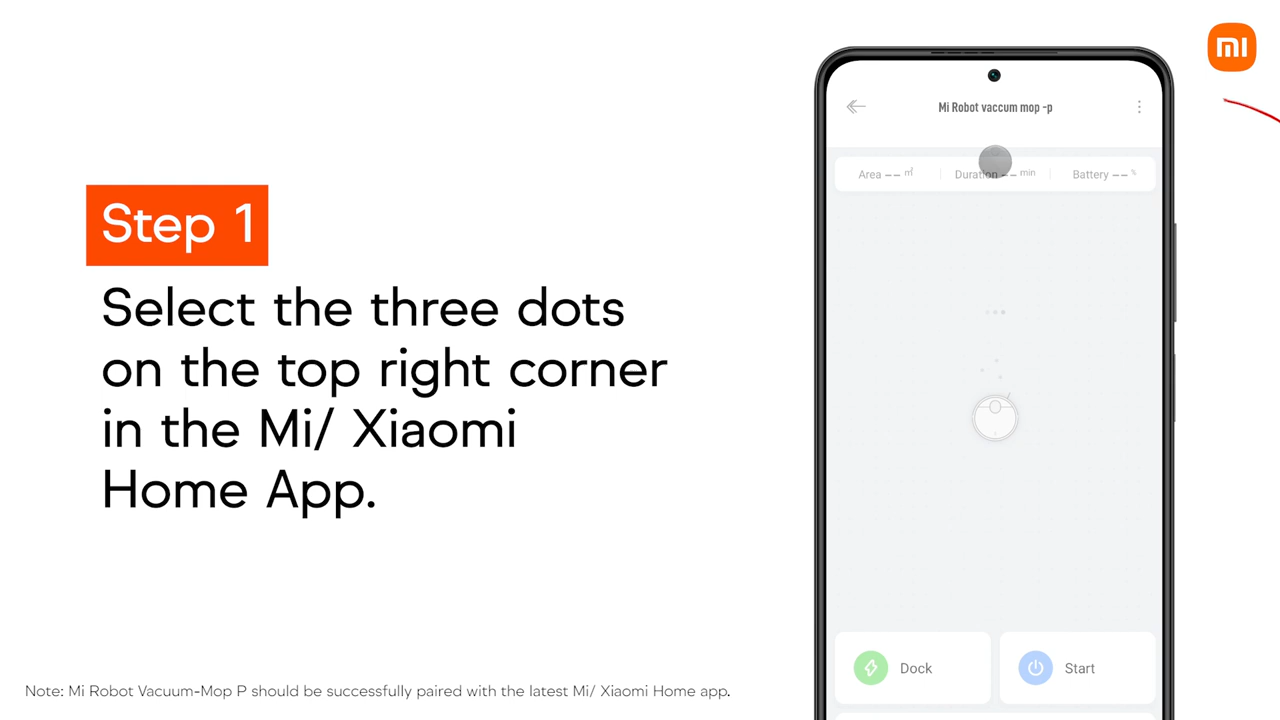 mi
Step 1
Select the three dots
on the top right corner
in the Mi/ Xiaomi
Home App.
Note: Mi Robot Vacuum-Mop P should be successfully paired with the latest Mi/ Xiaomi Home app.
Mi Robot vaccum mop -p
Area -- ㎡ Duration -- min Battery -- %
Dock Start